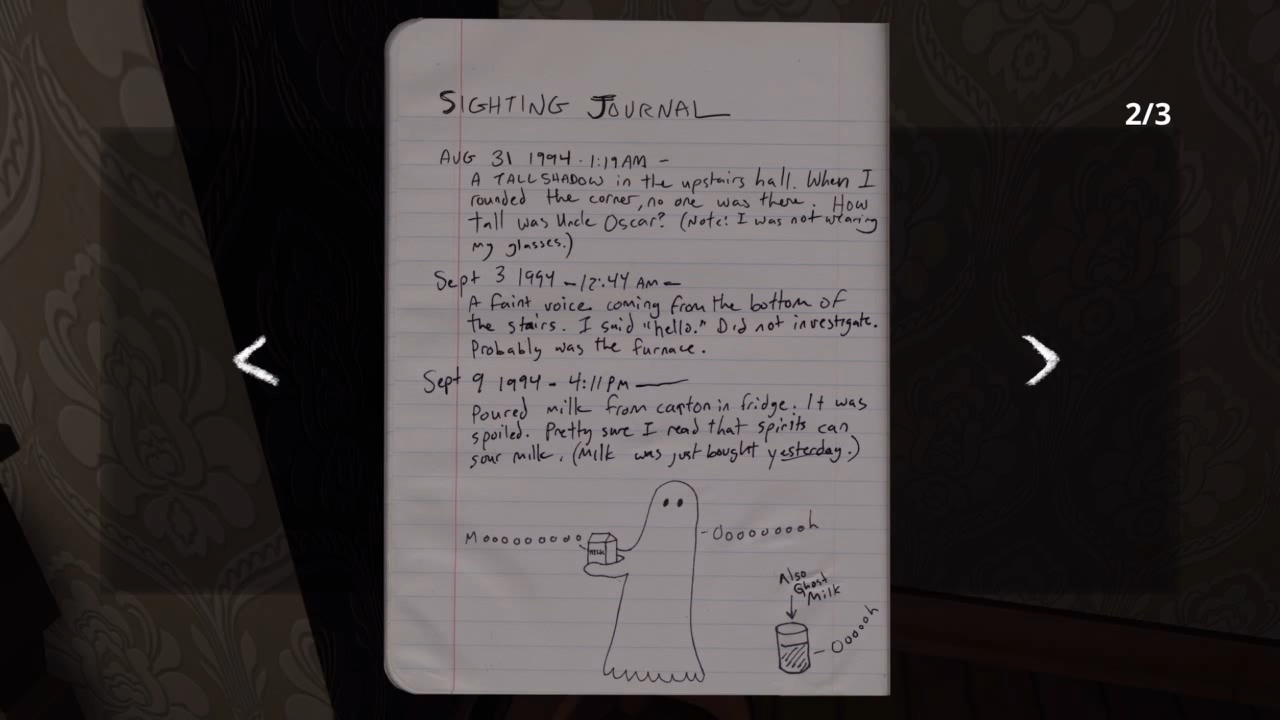 2/3
SIGHTING JOURNAL
AUG 31 1994 - 1:19 AM -
A TALL SHADOW in the upstairs hall. When I
rounded the corner, no one was there. How
tall was Uncle Oscar? (Note: I was not wearing
my glasses.)
Sept 3 1994 - 12:44 AM -
A faint voice coming from the bottom of
the stairs. I said "hello." Did not investigate.
Probably was the furnace.
Sept 9 1994 - 4:11 PM -
Poured milk from carton in fridge. It was
spoiled. Pretty sure I read that spirits can
sour milk. (Milk was just bought yesterday.)
Mooooooooo
MILK
-Oooooooooh
Also
Ghost
Milk
-Oooooh